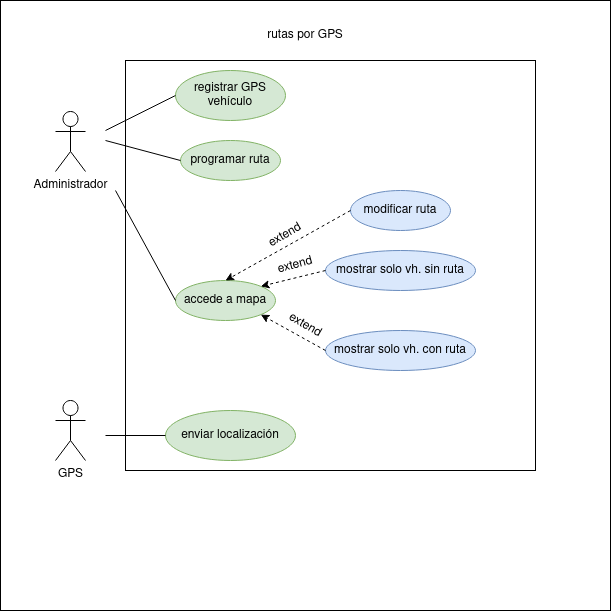 rutas por GPS
registrar GPS
vehículo
programar ruta
Administrador
modificar ruta
extend
mostrar solo vh. sin ruta
extend
accede a mapa
extend
mostrar solo vh. con ruta
enviar localización
GPS